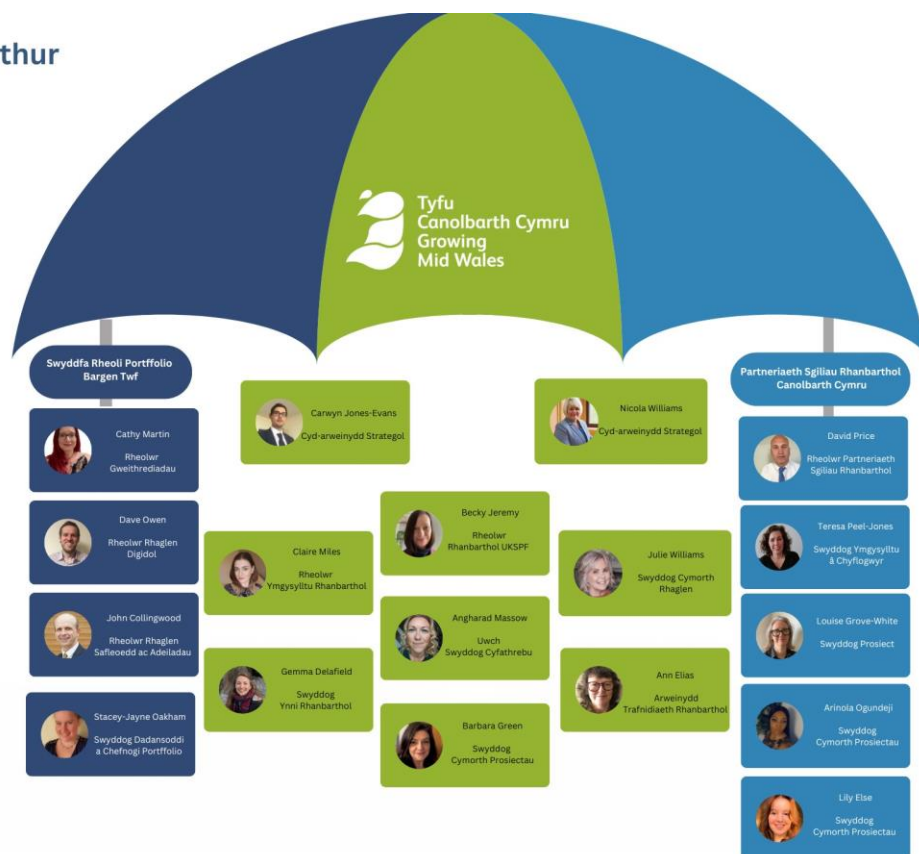 thur
Tyfu
Canolbarth Cymru
Growing
Mid Wales
Swyddfa Rheoli Portffolio
Bargen Twf
Cathy Martin
Rheolwr
Gweithrediadau
Dave Owen
Rheolwr Rhaglen
Digidol
John Collingwood
Rheolwr Rhaglen
Safleoedd ac Adeiladau
Stacey-Jayne Oakham
Swyddog Dadansoddi
a Chefnogi Portffolio
Carwyn Jones-Evans
Cyd-arweinydd Strategol
Nicola Williams
Cyd-arweinydd Strategol
Claire Miles
Rheolwr
Ymgysylltu Rhanbarthol
Gemma Delafield
Swyddog
Ynni Rhanbarthol
Becky Jeremy
Rheolwr
Rhanbarthol UKSPF
Angharad Massow
Uwch
Swyddog Cyfathrebu
Barbara Green
Swyddog
Cymorth Prosiectau
Julie Williams
Swyddog Cymorth
Rhaglen
Ann Elias
Arweinydd
Trafnidiaeth Rhanbarthol
Partneriaeth Sgiliau Rhanbarthol
Canolbarth Cymru
David Price
Rheolwr Partneriaeth
Sgiliau Rhanbarthol
Teresa Peel-Jones
Swyddog Ymgysylltu
â Chyflogwyr
Louise Grove-White
Swyddog Prosiect
Arinola Ogundeji
Swyddog
Cymorth Prosiectau
Lily Else
Swyddog
Cymorth Prosiectau